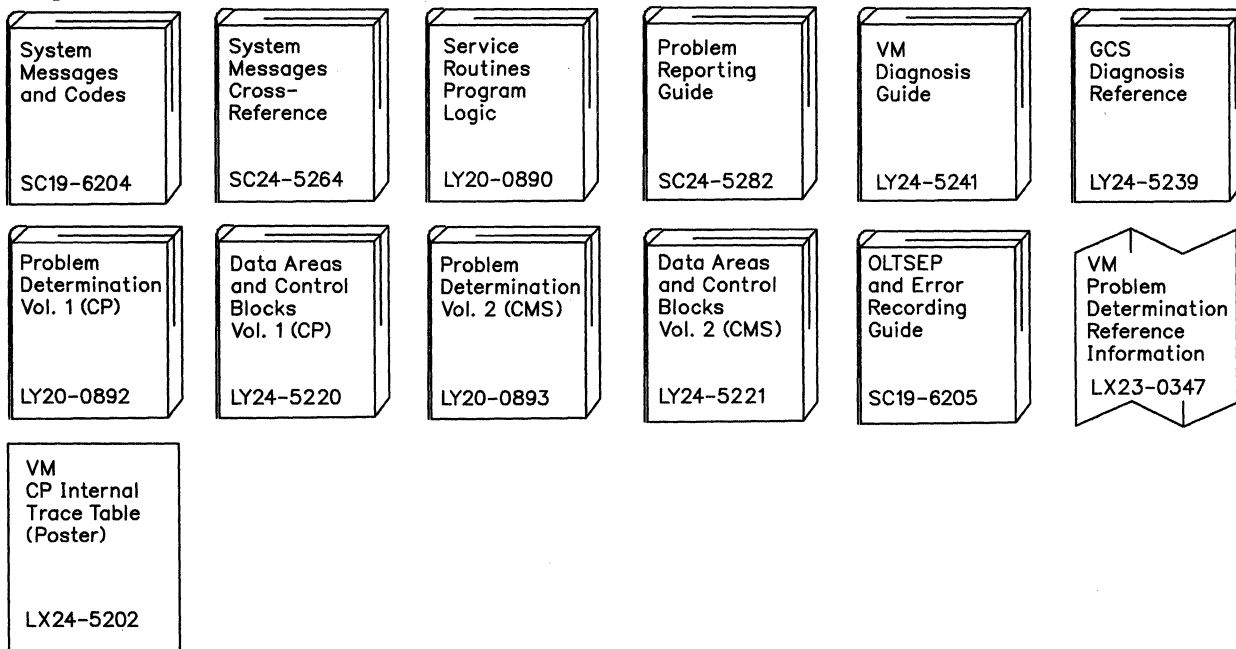 System
Messages
and Codes
SC19-6204
System
Messages
Cross-
Reference
SC24-5264
Service
Routines
Program
Logic
LY20-0890
Problem
Reporting
Guide
SC24-5282
VM
Diagnosis
Guide
LY24-5241
GCS
Diagnosis
Reference
LY24-5239
Problem
Determination
Vol. 1 (CP)
LY20-0892
Data Areas
and Control
Blocks
Vol. 1 (CP)
LY24-5220
Problem
Determination
Vol. 2 (CMS)
LY20-0893
Data Areas
and Control
Blocks
Vol. 2 (CMS)
LY24-5221
OLTSEP
and Error
Recording
Guide
SC19-6205
VM
Problem
Determination
Reference
Information
LX23-0347
VM
CP Internal
Trace Table
(Poster)
LX24-5202